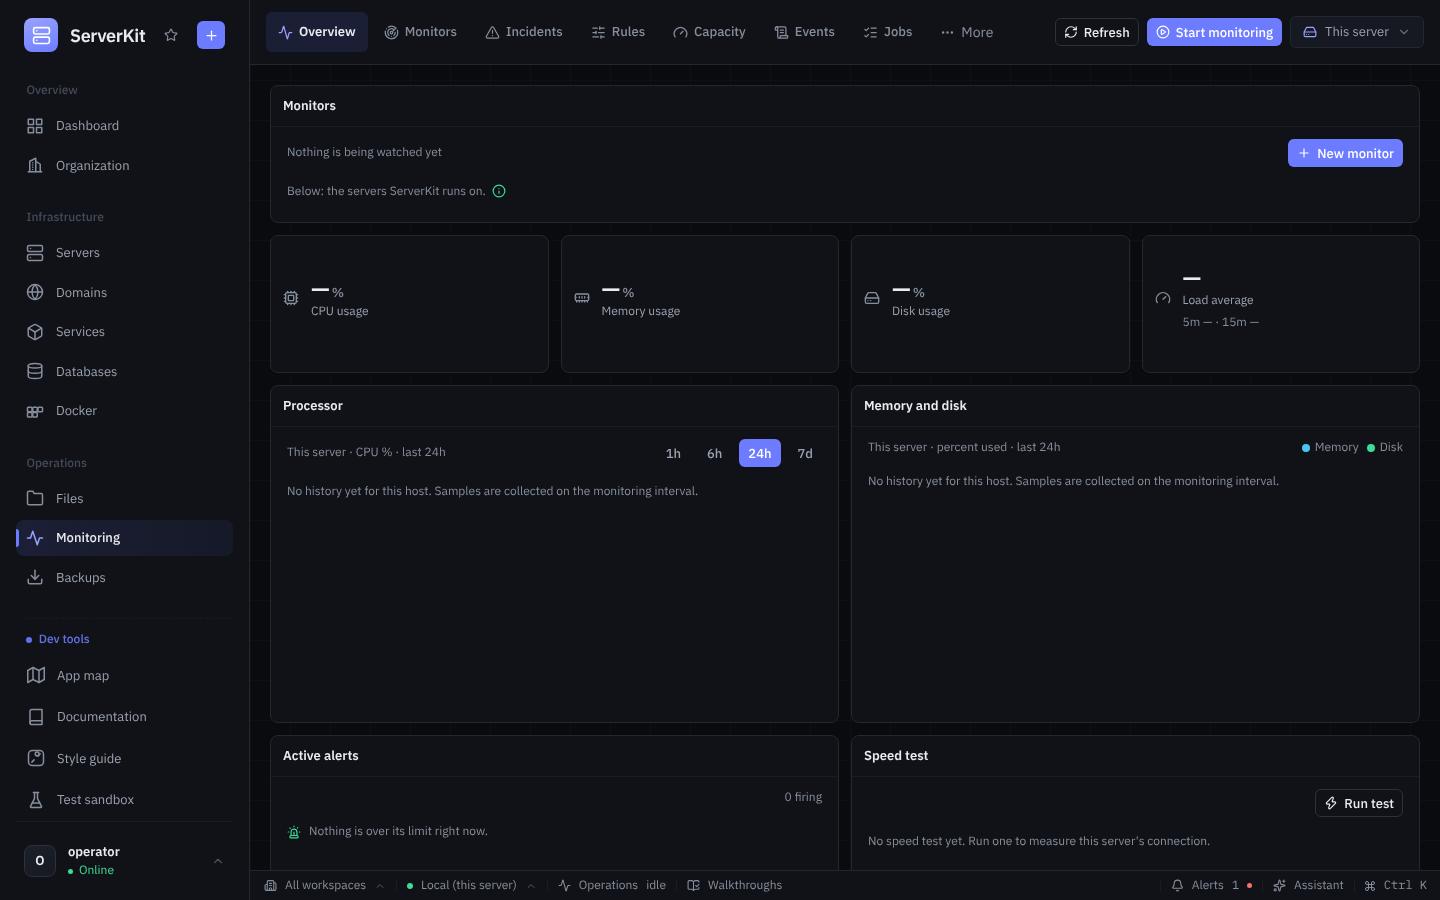 ServerKit
Overview
Dashboard
Organization
Infrastructure
Servers
Domains
Services
Databases
Docker
Operations
Files
Monitoring
Backups
Dev tools
App map
Documentation
Style guide
Test sandbox
O
operator
Online
Overview
Monitors
Incidents
Rules
Capacity
Events
Jobs
More
Refresh
Start monitoring
This server
Monitors
Nothing is being watched yet
New monitor
Below: the servers ServerKit runs on.
— %
CPU usage
— %
Memory usage
— %
Disk usage
—
Load average
5m — · 15m —
Processor
This server · CPU % · last 24h
1h
6h
24h
7d
No history yet for this host. Samples are collected on the monitoring interval.
Memory and disk
This server · percent used · last 24h
Memory
Disk
No history yet for this host. Samples are collected on the monitoring interval.
Active alerts
0 firing
Nothing is over its limit right now.
Speed test
Run test
No speed test yet. Run one to measure this server's connection.
All workspaces
Local (this server)
Operations idle
Walkthroughs
Alerts 1
Assistant
Ctrl K